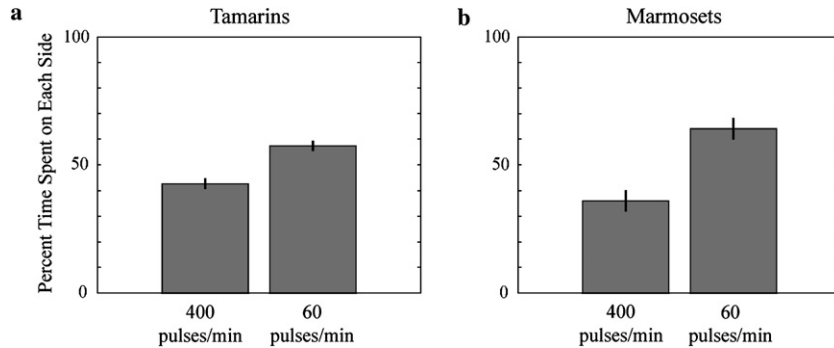 a
Tamarins
Percent Time Spent on Each Side
100
50
0
400
pulses/min
60
pulses/min
b
Marmosets
100
50
0
400
pulses/min
60
pulses/min